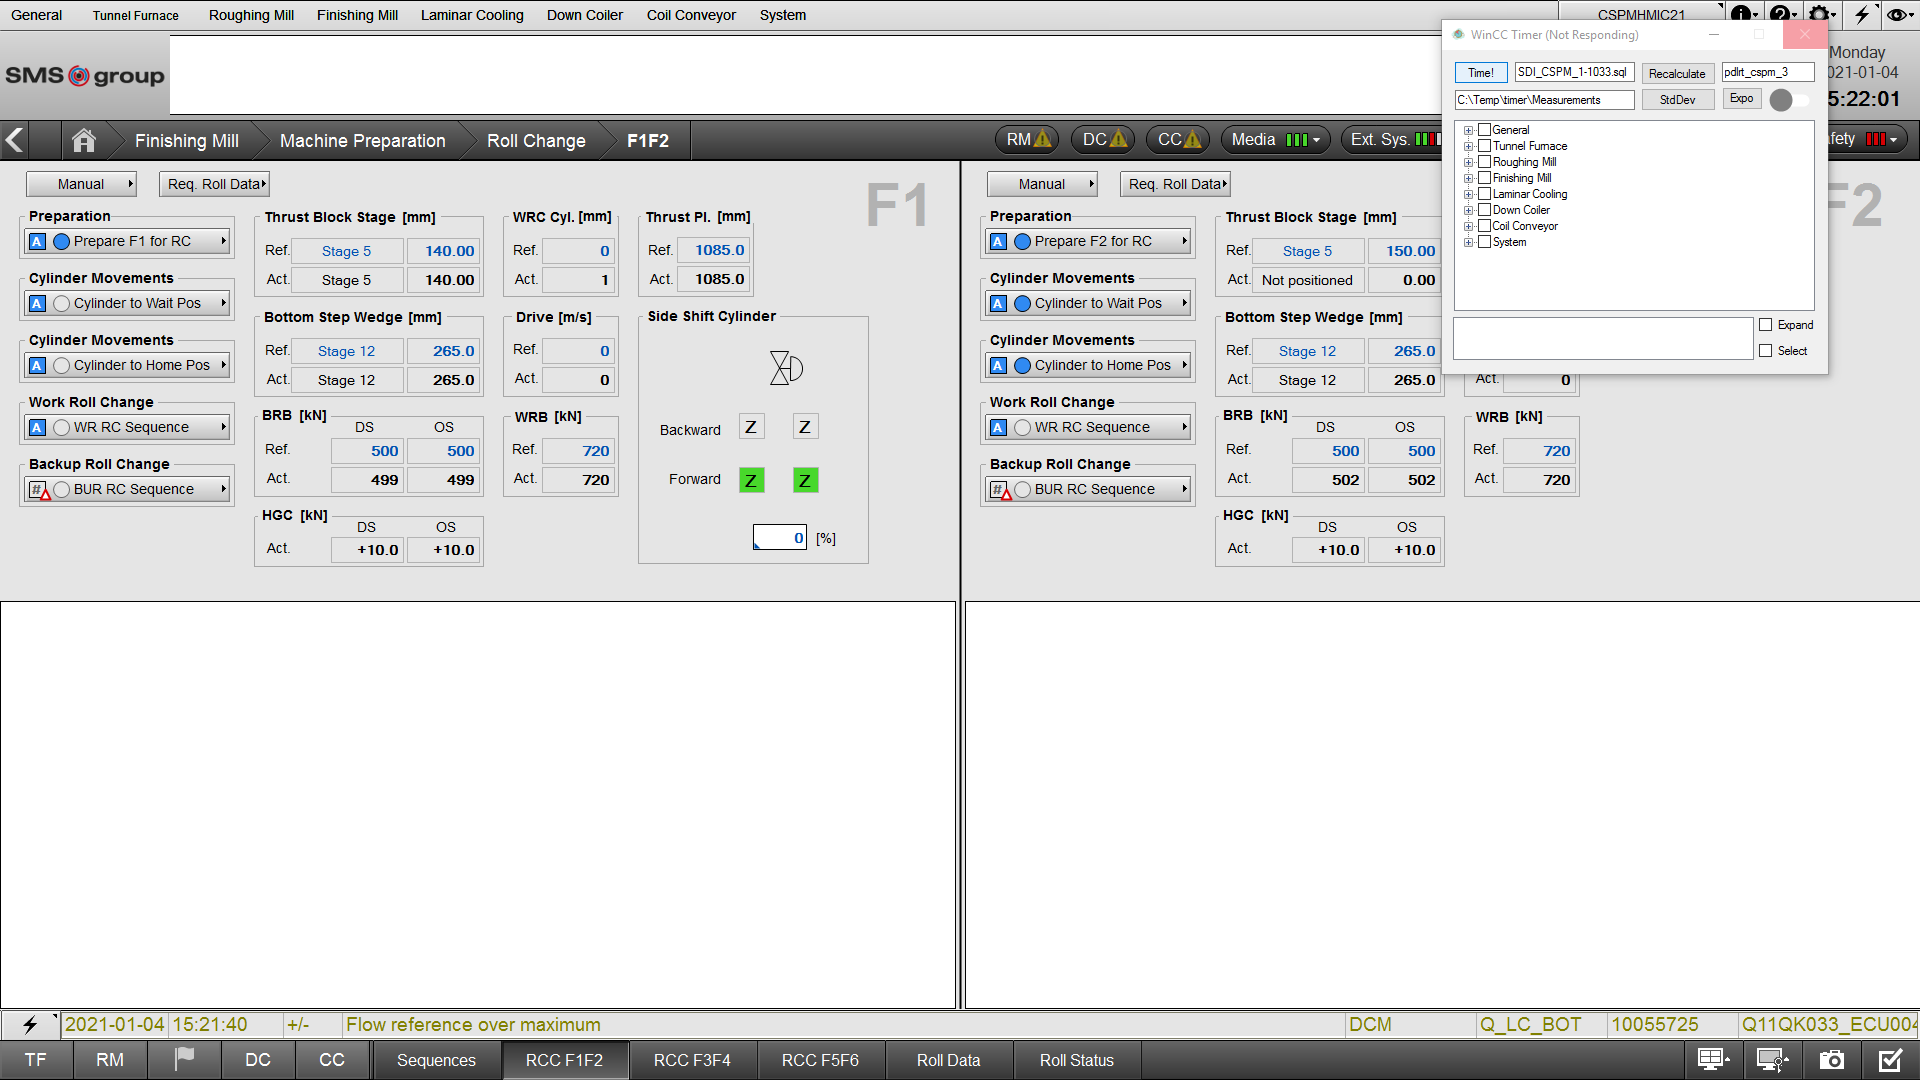 General Tunnel Furnace Roughing Mill Finishing Mill Laminar Cooling Down Coiler Coil Conveyor System CSPMHMIC21
SMS group
Monday
021-01-04
5:22:01
WinCC Timer (Not Responding)
Time! SDI_CSPM_1-1033.sql Recalculate pdlrt_cspm_3
C:\Temp\timer\Measurements StdDev Expo
General
Tunnel Furnace
Roughing Mill
Finishing Mill
Laminar Cooling
Down Coiler
Coil Conveyor
System
Expand
Select
Finishing Mill Machine Preparation Roll Change F1F2 RM DC CC Media Ext. Sys. fety
Manual Req. Roll Data F1
Preparation
A Prepare F1 for RC
Cylinder Movements
A Cylinder to Wait Pos
Cylinder Movements
A Cylinder to Home Pos
Work Roll Change
A WR RC Sequence
Backup Roll Change
# BUR RC Sequence
Thrust Block Stage [mm]
Ref. Stage 5 140.00
Act. Stage 5 140.00
Bottom Step Wedge [mm]
Ref. Stage 12 265.0
Act. Stage 12 265.0
BRB [kN]
DS OS
Ref. 500 500
Act. 499 499
HGC [kN]
DS OS
Act. +10.0 +10.0
WRC Cyl. [mm]
Ref. 0
Act. 1
Drive [m/s]
Ref. 0
Act. 0
WRB [kN]
Ref. 720
Act. 720
Thrust Pl. [mm]
Ref. 1085.0
Act. 1085.0
Side Shift Cylinder
Backward Z Z
Forward Z Z
0 [%]
Manual Req. Roll Data F2
Preparation
A Prepare F2 for RC
Cylinder Movements
A Cylinder to Wait Pos
Cylinder Movements
A Cylinder to Home Pos
Work Roll Change
A WR RC Sequence
Backup Roll Change
# BUR RC Sequence
Thrust Block Stage [mm]
Ref. Stage 5 150.00
Act. Not positioned 0.00
Bottom Step Wedge [mm]
Ref. Stage 12 265.0
Act. Stage 12 265.0
BRB [kN]
DS OS
Ref. 500 500
Act. 502 502
HGC [kN]
DS OS
Act. +10.0 +10.0
Act. 0
WRB [kN]
Ref. 720
Act. 720
2021-01-04 15:21:40 +/- Flow reference over maximum DCM Q_LC_BOT 10055725 Q11QK033_ECU004
TF RM DC CC Sequences RCC F1F2 RCC F3F4 RCC F5F6 Roll Data Roll Status